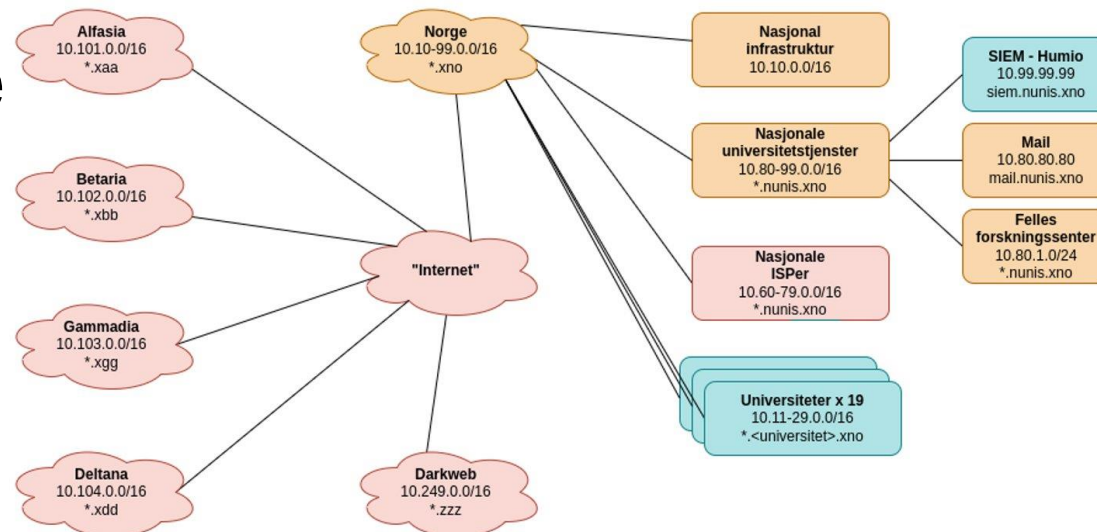 Alfasia
10.101.0.0/16
*.xaa
Norge
10.10-99.0.0/16
*.xno
Nasjonal
infrastruktur
10.10.0.0/16
SIEM - Humio
10.99.99.99
siem.nunis.xno
e
Betaria
10.102.0.0/16
*.xbb
Nasjonale
universitetstjenster
10.80-99.0.0/16
*.nunis.xno
Mail
10.80.80.80
mail.nunis.xno
"Internet"
Nasjonale
ISPer
10.60-79.0.0/16
*.nunis.xno
Felles
forskningssenter
10.80.1.0/24
*.nunis.xno
Gammadia
10.103.0.0/16
*.xgg
Universiteter x 19
10.11-29.0.0/16
*.<universitet>.xno
Deltana
10.104.0.0/16
*.xdd
Darkweb
10.249.0.0/16
*.zzz